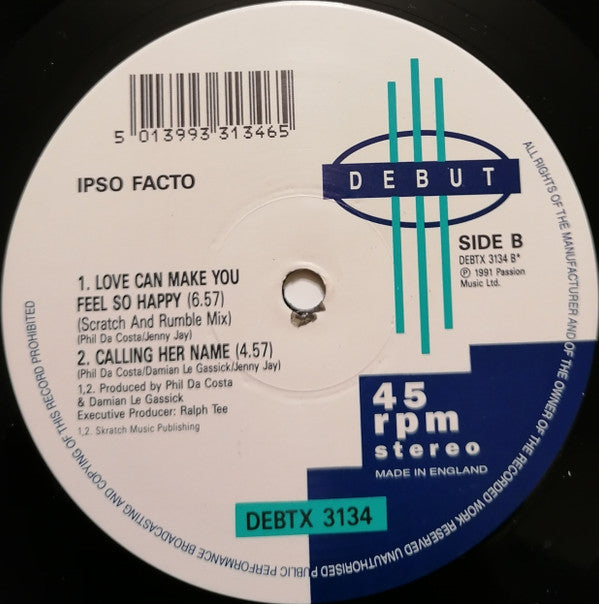 5 013993 313465
IPSO FACTO
DEBUT
SIDE B
DEBTX 3134 B*
℗ 1991 Passion
Music Ltd.
1. LOVE CAN MAKE YOU
FEEL SO HAPPY (6.57)
(Scratch And Rumble Mix)
(Phil Da Costa/Jenny Jay)
2. CALLING HER NAME (4.57)
(Phil Da Costa/Damian Le Gassick/Jenny Jay)
1,2. Produced by Phil Da Costa
& Damian Le Gassick
Executive Producer: Ralph Tee
1,2. Skratch Music Publishing
45
rpm
stereo
MADE IN ENGLAND
DEBTX 3134
ALL RIGHTS OF THE MANUFACTURER AND OF THE OWNER OF THE RECORDED WORK RESERVED UNAUTHORISED PUBLIC PERFORMANCE BROADCASTING AND COPYING OF THIS RECORD PROHIBITED